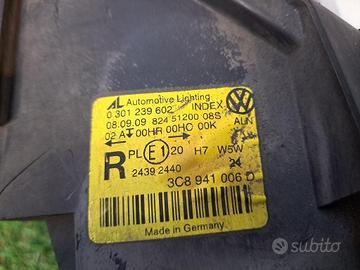 AL Automotive Lighting
0 301 239 602 INDEX
08.09.09 824 51200 08S ALN
02 A 00HR 00HC 00K
R PL E1 20 H7 W5W
2439 2440 24
3C8 941 006 D
Made in Germany
subito